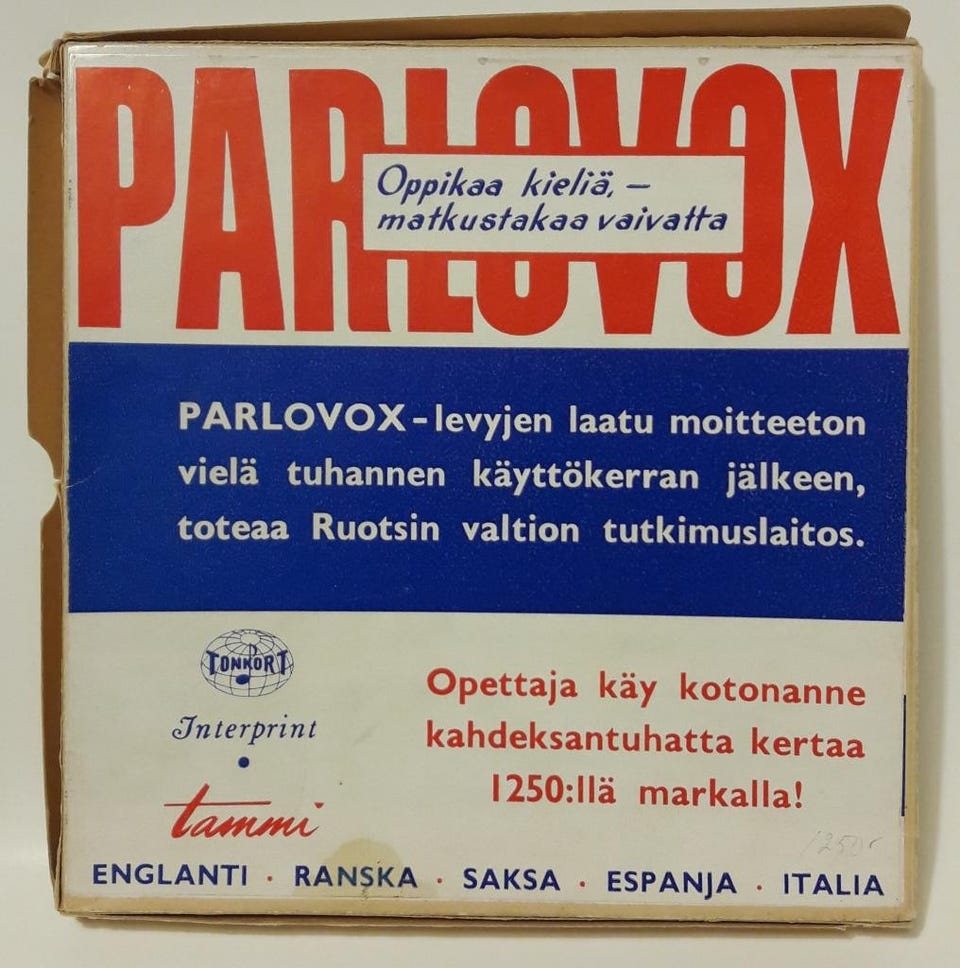 PARLOVOX
Oppikaa kieliä, –
matkustakaa vaivatta
PARLOVOX-levyjen laatu moitteeton
vielä tuhannen käyttökerran jälkeen,
toteaa Ruotsin valtion tutkimuslaitos.
TONKORT
Interprint
•
tammi
Opettaja käy kotonanne
kahdeksantuhatta kertaa
1250:llä markalla!
1250
ENGLANTI · RANSKA · SAKSA · ESPANJA · ITALIA